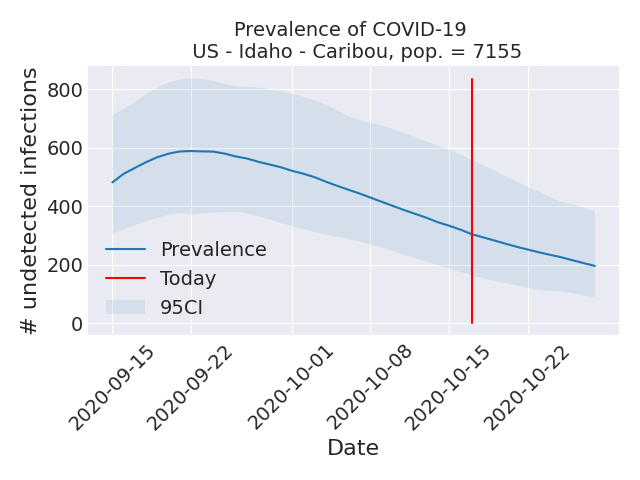 Prevalence of COVID-19
US - Idaho - Caribou, pop. = 7155
# undetected infections
800
600
400
200
0
Prevalence
Today
95CI
2020-09-15
2020-09-22
2020-10-01
2020-10-08
2020-10-15
2020-10-22
Date